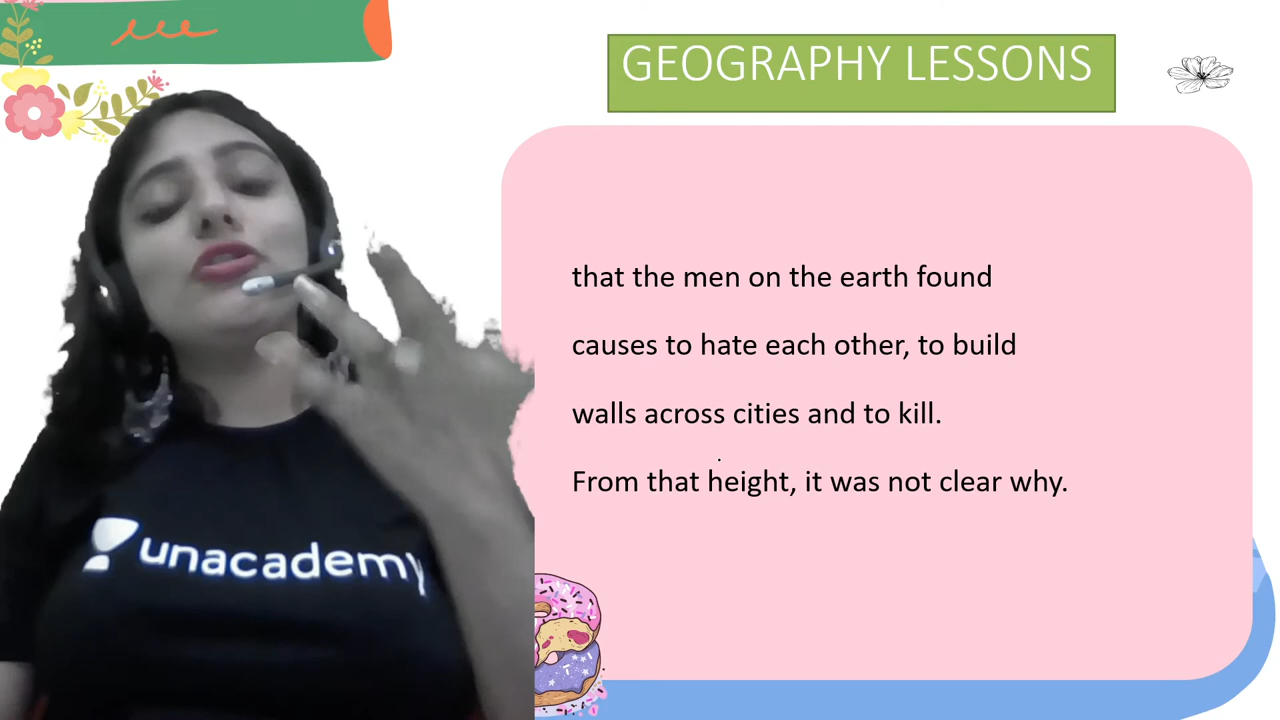 GEOGRAPHY LESSONS
that the men on the earth found
causes to hate each other, to build
walls across cities and to kill.
From that height, it was not clear why.
unacademy